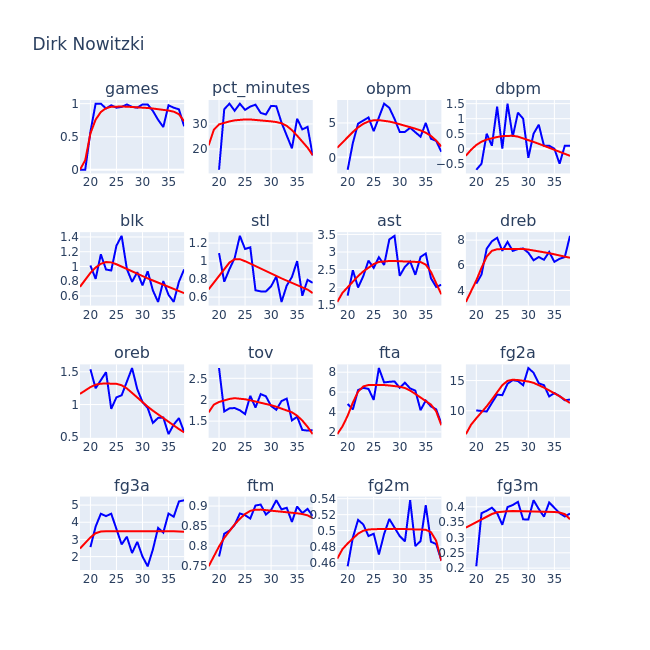 Dirk Nowitzki
games pct_minutes obpm dbpm
1 0.5 0 30 20 5 0 1.5 1 0.5 0 −0.5
20 25 30 35 20 25 30 35 20 25 30 35 20 25 30 35
blk stl ast dreb
1.4 1.2 1 0.8 0.6 1.2 1 0.8 0.6 3.5 3 2.5 2 1.5 8 6 4
20 25 30 35 20 25 30 35 20 25 30 35 20 25 30 35
oreb tov fta fg2a
1.5 1 0.5 2.5 2 1.5 8 6 4 2 15 10
20 25 30 35 20 25 30 35 20 25 30 35 20 25 30 35
fg3a ftm fg2m fg3m
5 4 3 2 0.9 0.85 0.8 0.75 0.54 0.52 0.5 0.48 0.46 0.4 0.35 0.3 0.25 0.2
20 25 30 35 20 25 30 35 20 25 30 35 20 25 30 35